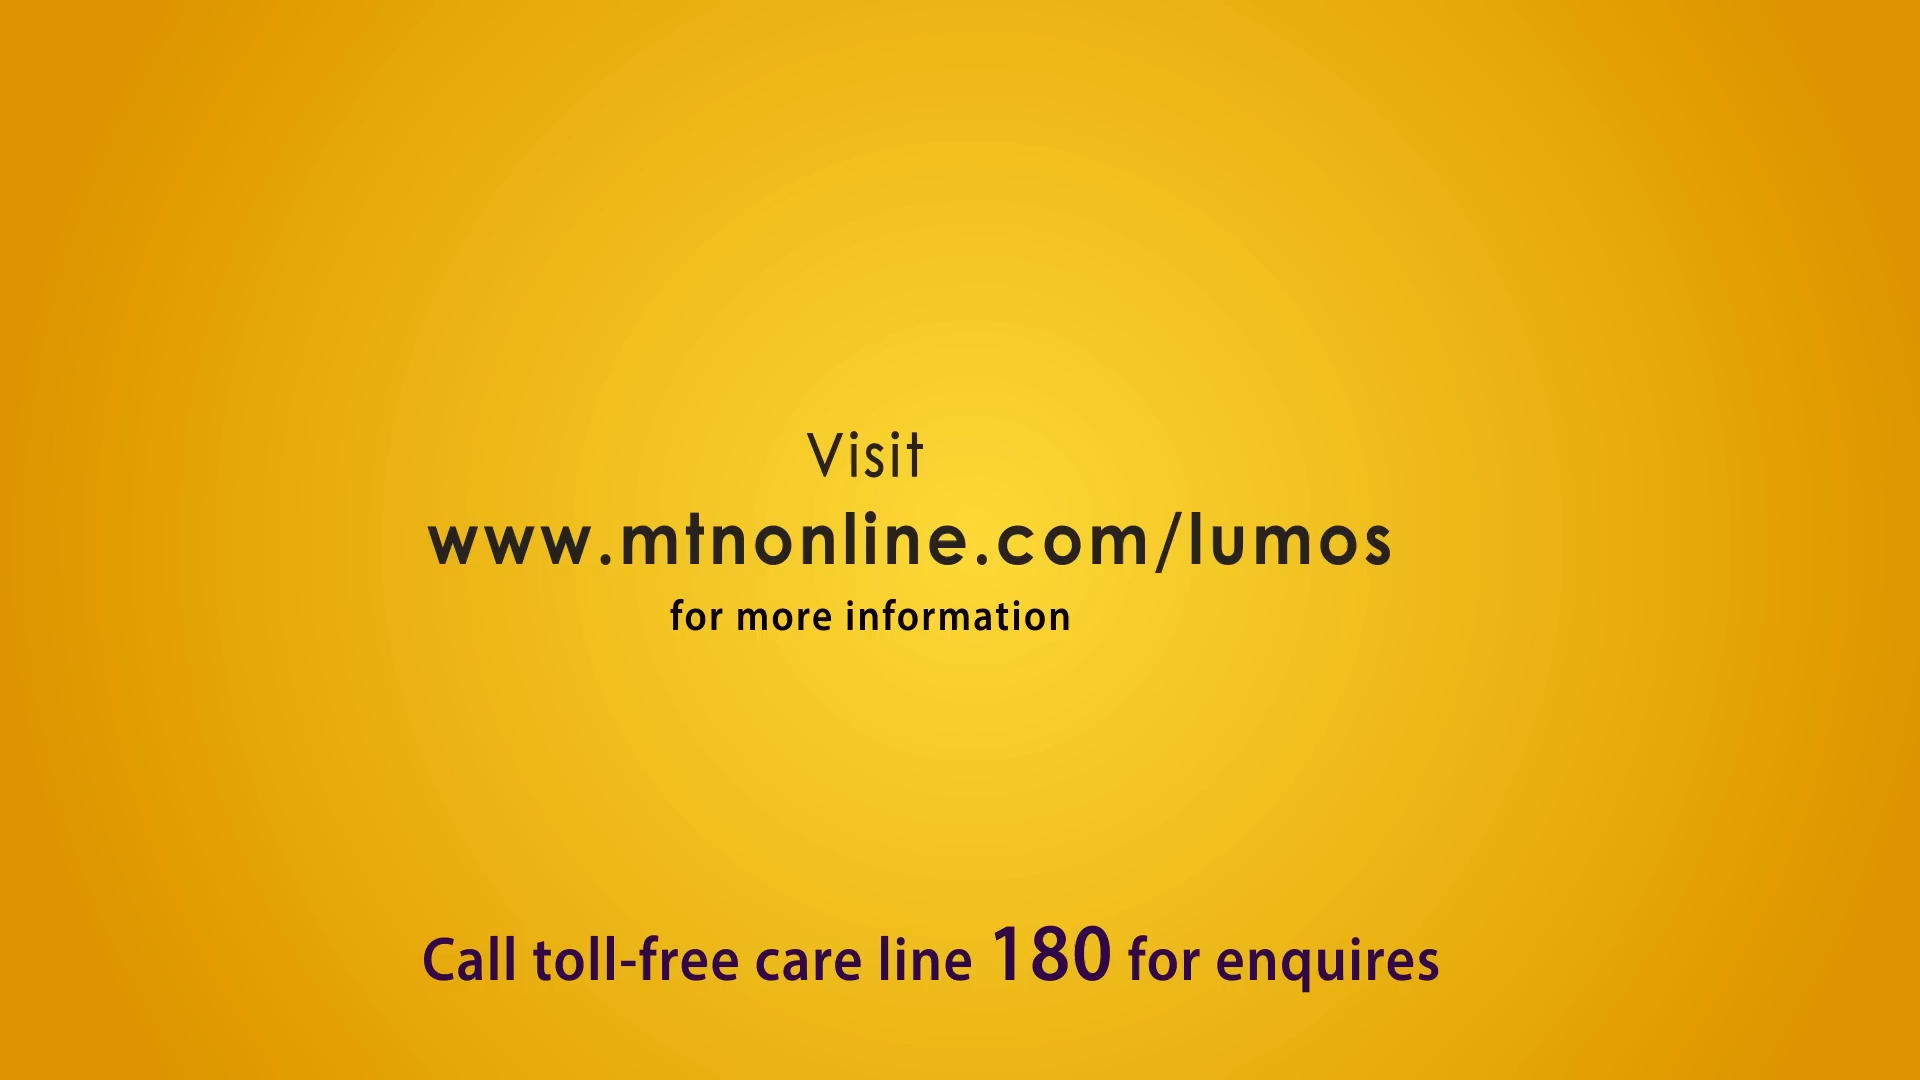 Visit
www.mtnonline.com/lumos
for more information
Call toll-free care line 180 for enquires